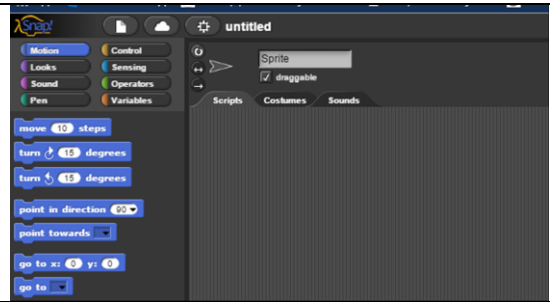 Snap! untitled
Motion Control
Looks Sensing
Sound Operators
Pen Variables
Sprite
draggable
Scripts Costumes Sounds
move 10 steps
turn 15 degrees
turn 15 degrees
point in direction 90
point towards
go to x: 0 y: 0
go to